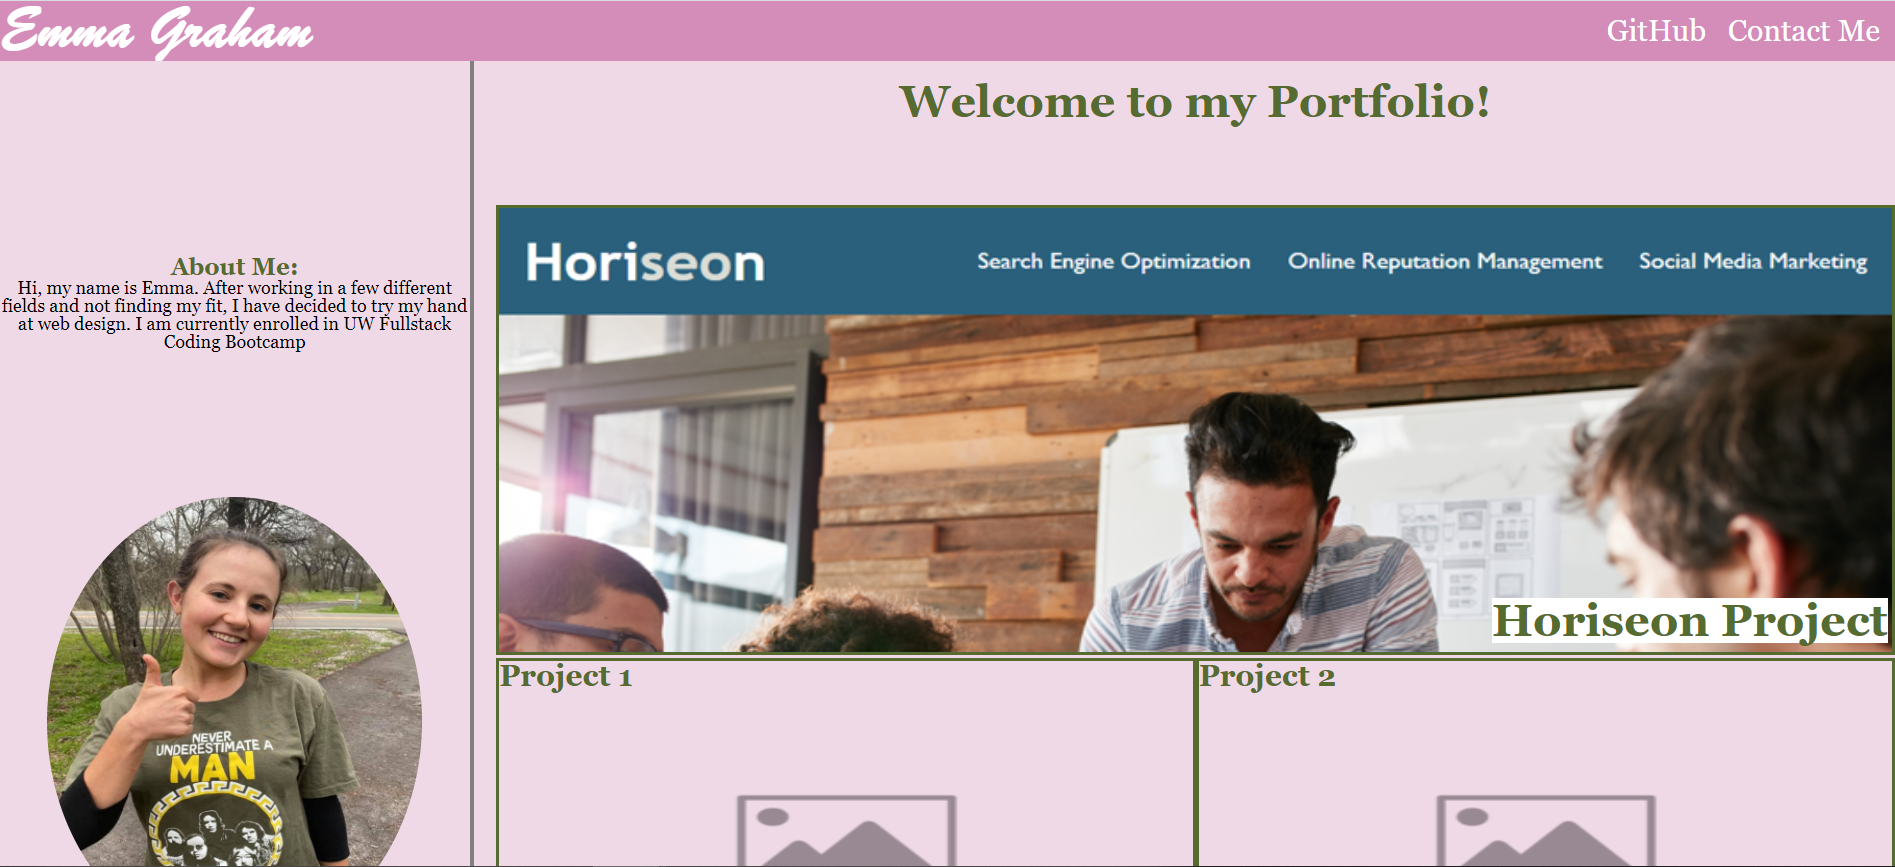 Emma Graham
GitHub Contact Me
Welcome to my Portfolio!
About Me:
Hi, my name is Emma. After working in a few different
fields and not finding my fit, I have decided to try my hand
at web design. I am currently enrolled in UW Fullstack
Coding Bootcamp
NEVER
UNDERESTIMATE A
MAN
Horiseon
Search Engine Optimization Online Reputation Management Social Media Marketing
Horiseon Project
Project 1
Project 2